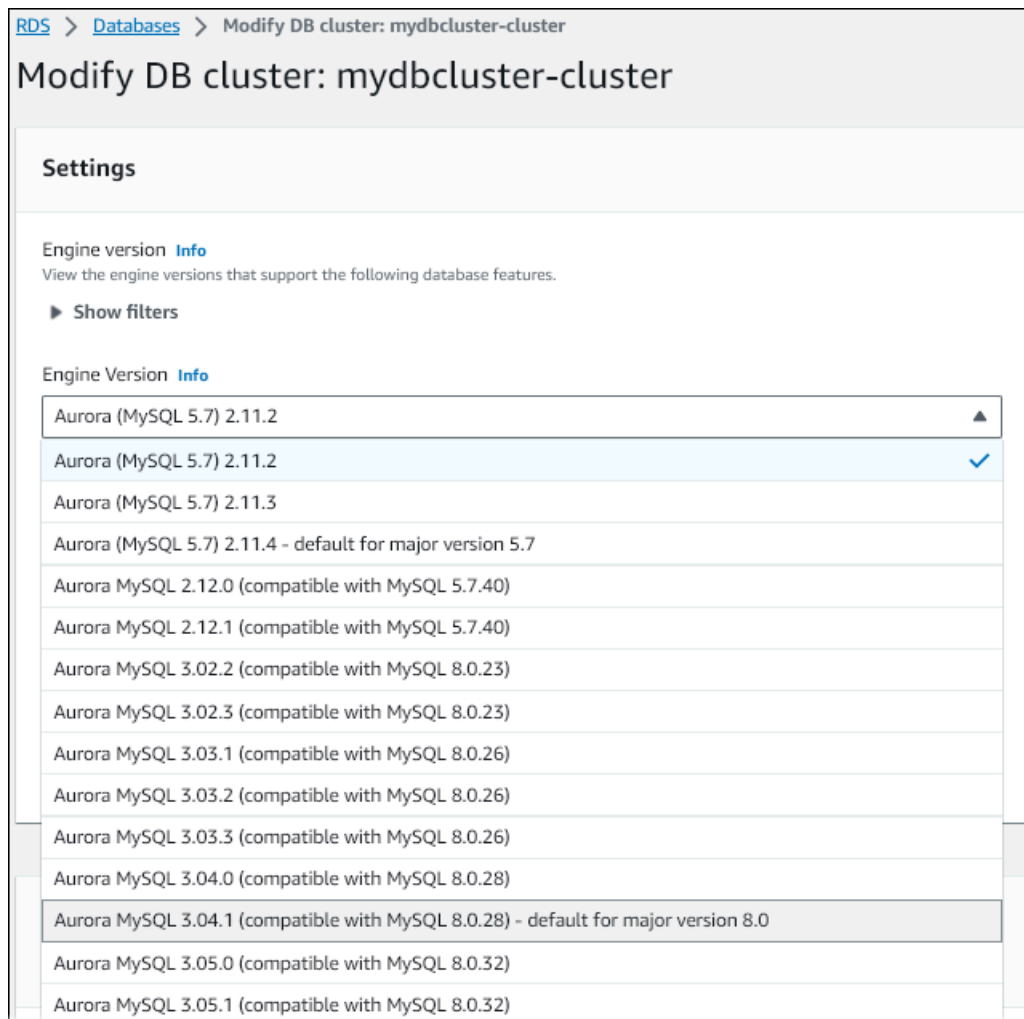 RDS > Databases > Modify DB cluster: mydbcluster-cluster
Modify DB cluster: mydbcluster-cluster
Settings
Engine version Info
View the engine versions that support the following database features.
Show filters
Engine Version Info
Aurora (MySQL 5.7) 2.11.2
Aurora (MySQL 5.7) 2.11.2
Aurora (MySQL 5.7) 2.11.3
Aurora (MySQL 5.7) 2.11.4 - default for major version 5.7
Aurora MySQL 2.12.0 (compatible with MySQL 5.7.40)
Aurora MySQL 2.12.1 (compatible with MySQL 5.7.40)
Aurora MySQL 3.02.2 (compatible with MySQL 8.0.23)
Aurora MySQL 3.02.3 (compatible with MySQL 8.0.23)
Aurora MySQL 3.03.1 (compatible with MySQL 8.0.26)
Aurora MySQL 3.03.2 (compatible with MySQL 8.0.26)
Aurora MySQL 3.03.3 (compatible with MySQL 8.0.26)
Aurora MySQL 3.04.0 (compatible with MySQL 8.0.28)
Aurora MySQL 3.04.1 (compatible with MySQL 8.0.28) - default for major version 8.0
Aurora MySQL 3.05.0 (compatible with MySQL 8.0.32)
Aurora MySQL 3.05.1 (compatible with MySQL 8.0.32)